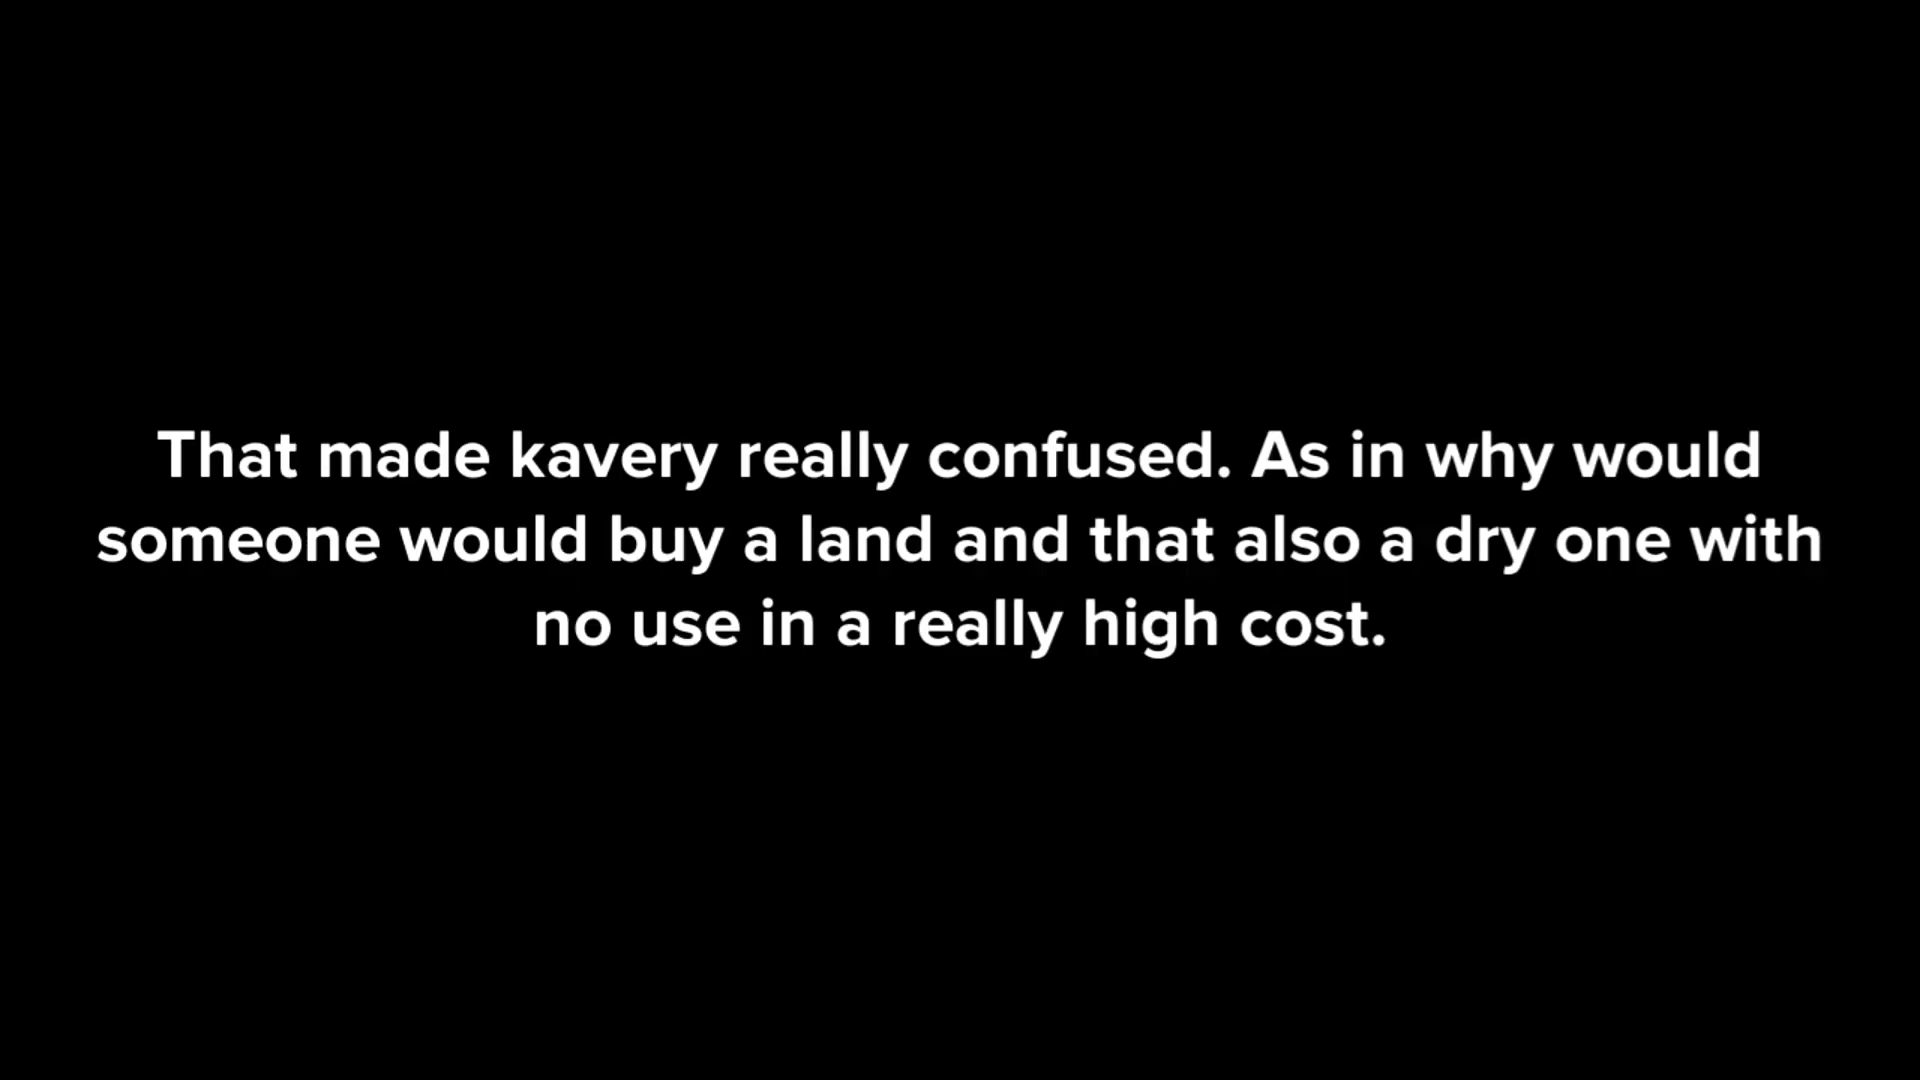 That made kavery really confused. As in why would
someone would buy a land and that also a dry one with
no use in a really high cost.